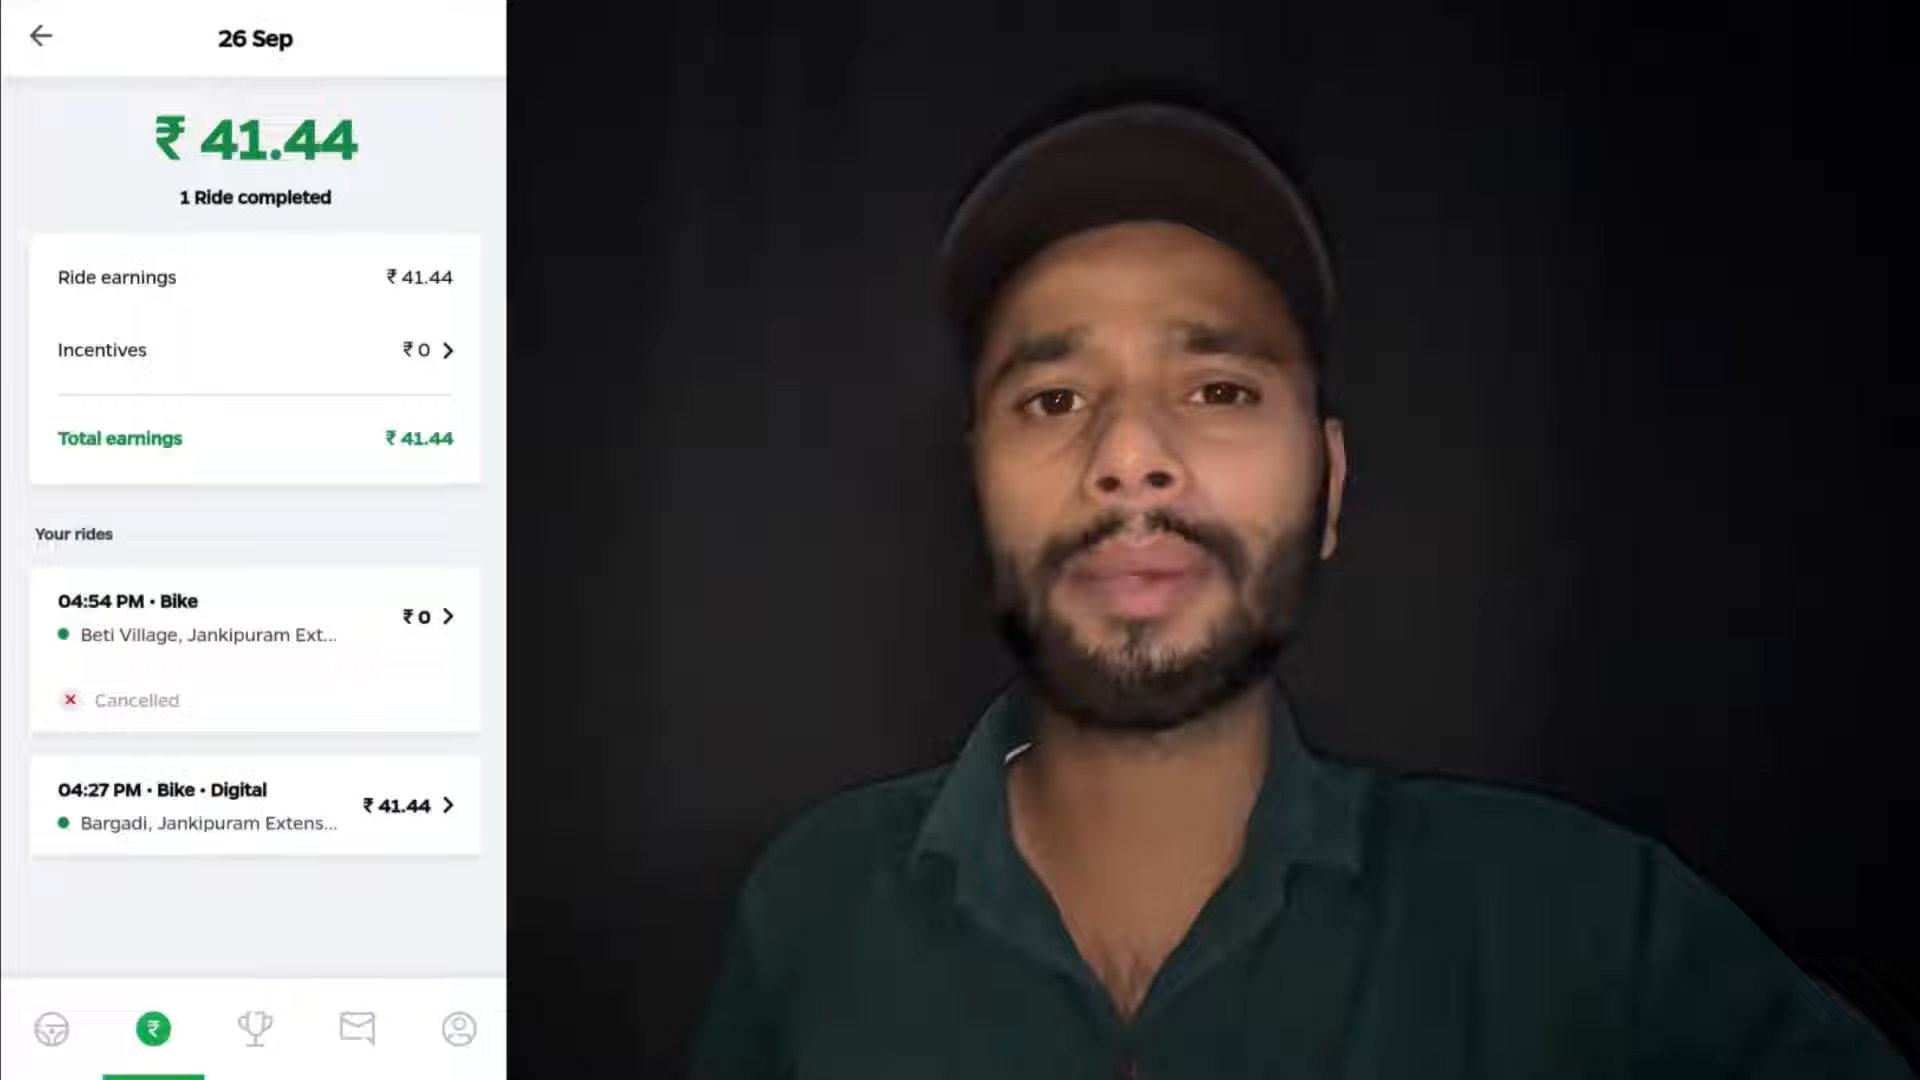 26 Sep
₹ 41.44
1 Ride completed
Ride earnings ₹ 41.44
Incentives ₹ 0
Total earnings ₹ 41.44
Your rides
04:54 PM • Bike ₹ 0
Beti Village, Jankipuram Ext...
Cancelled
04:27 PM • Bike • Digital ₹ 41.44
Bargadi, Jankipuram Extens...
₹